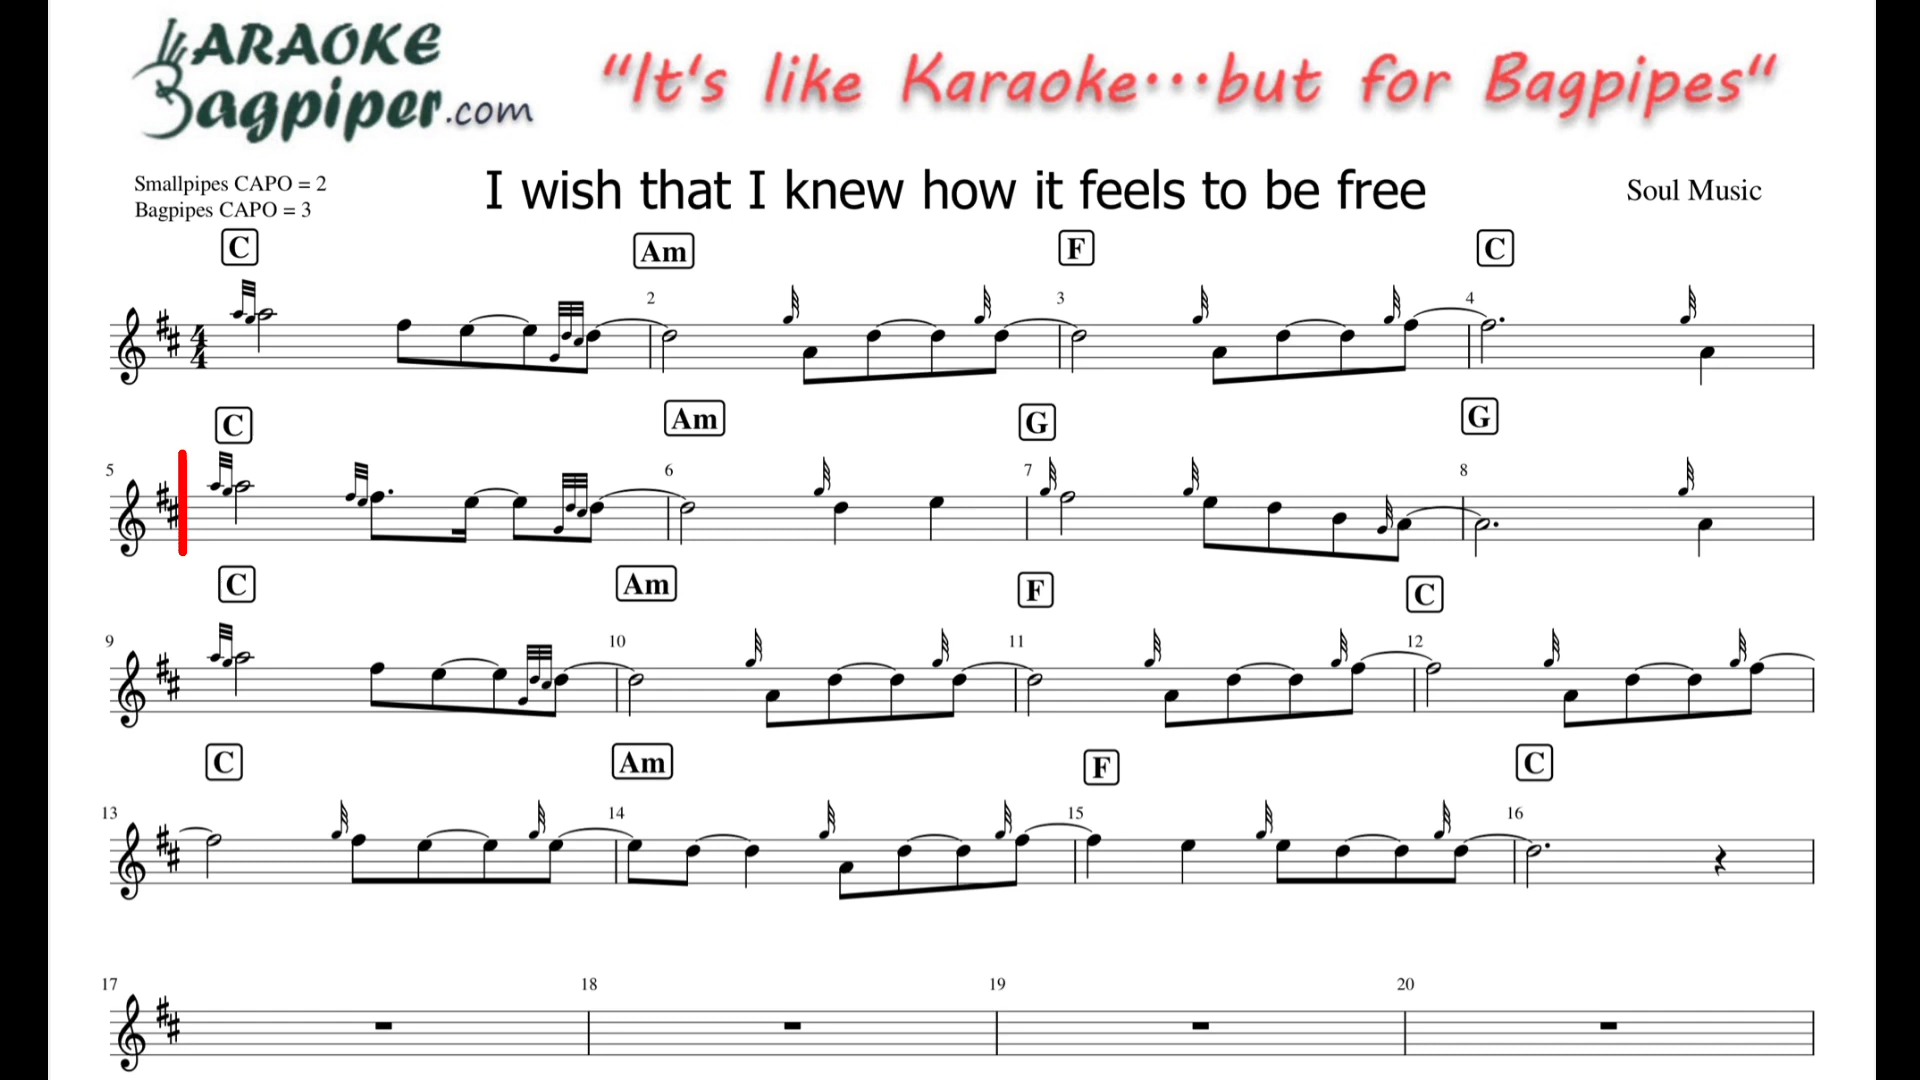 KARAOKE
Bagpiper.com
"It's like Karaoke...but for Bagpipes"
Smallpipes CAPO = 2
Bagpipes CAPO = 3
I wish that I knew how it feels to be free
Soul Music
C Am F C
4 4 2 3 4
C Am G G
5 6 7 8
C Am F C
9 10 11 12
C Am F C
13 14 15 16
17 18 19 20